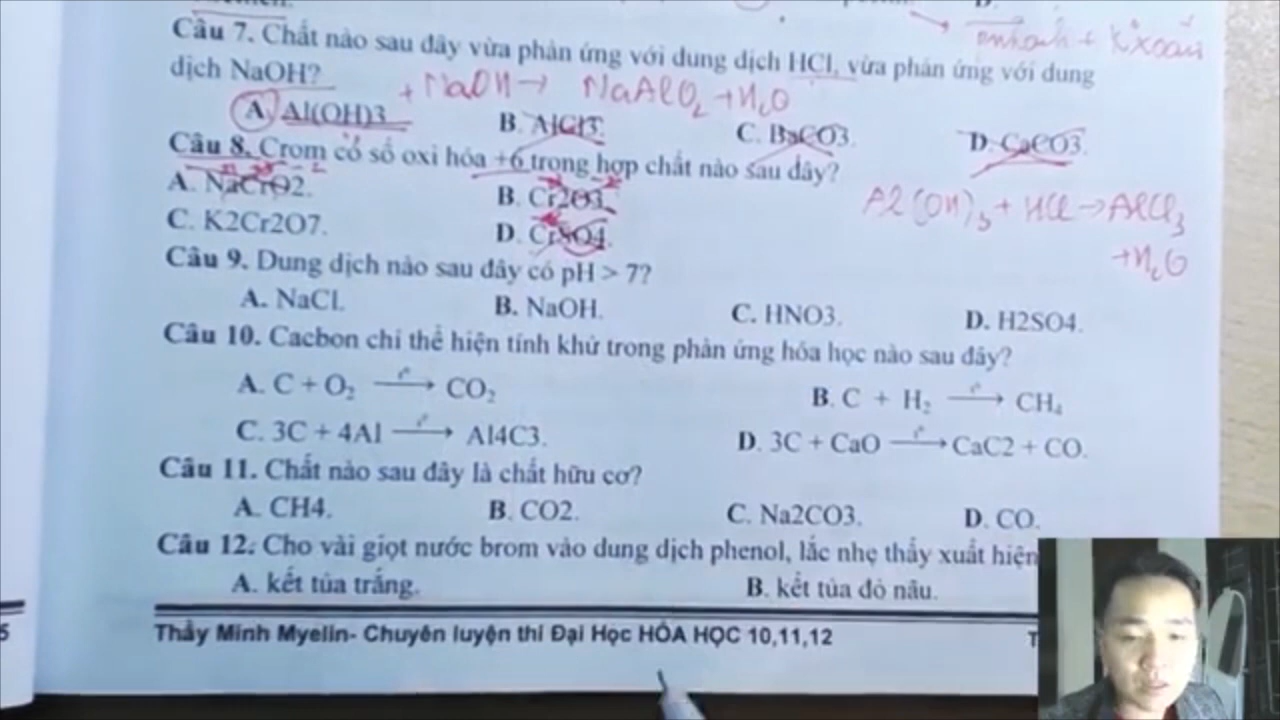 D.
Câu 7. Chất nào sau đây vừa phản ứng với dung dịch HCl, vừa phản ứng với dung
dịch NaOH?
+ NaOH → NaAlO2 + H2O
A. Al(OH)3 B. AlCl3. C. BaCO3. D. CaCO3.
Câu 8. Crom có số oxi hóa +6 trong hợp chất nào sau đây?
A. NaCrO2. B. Cr2O3.
Al(OH)3 + HCl → AlCl3
+ H2O
C. K2Cr2O7. D. CrSO4.
Câu 9. Dung dịch nào sau đây có pH > 7?
A. NaCl. B. NaOH. C. HNO3. D. H2SO4.
Câu 10. Cacbon chỉ thể hiện tính khử trong phản ứng hóa học nào sau đây?
A. C + O₂ →(t°) CO₂ B. C + H₂ →(t°) CH₄
C. 3C + 4Al →(t°) Al4C3. D. 3C + CaO →(t°) CaC2 + CO.
Câu 11. Chất nào sau đây là chất hữu cơ?
A. CH4. B. CO2. C. Na2CO3. D. CO.
Câu 12. Cho vài giọt nước brom vào dung dịch phenol, lắc nhẹ thấy xuất hiện
A. kết tủa trắng. B. kết tủa đỏ nâu.
5 Thầy Minh Myelin- Chuyên luyện thi Đại Học HÓA HỌC 10,11,12 T